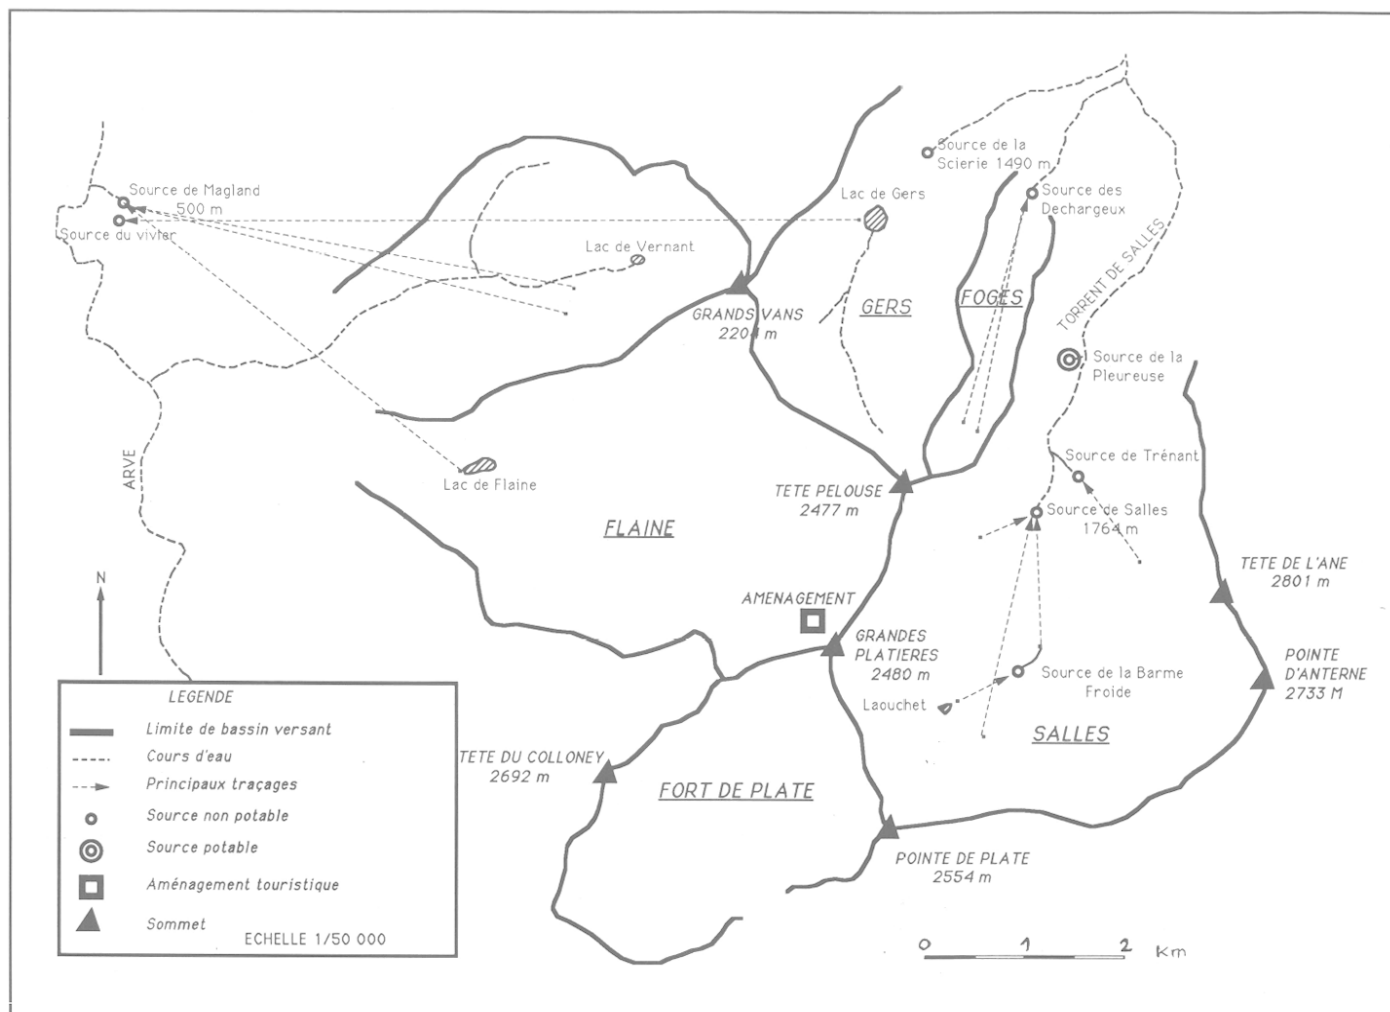 Source de la
Scierie 1490 m
Source de Magland
500 m
Source du vivier
Lac de Gers
Source des
Dechargeux
Lac de Vernant
TORRENT DE SALLES
GERS
FOGES
GRANDS VANS
2204 m
Source de la
Pleureuse
ARVE
Source de Trénant
Lac de Flaine
TETE PELOUSE
2477 m
Source de Salles
1764 m
FLAINE
TETE DE L'ANE
2801 m
N
AMENAGEMENT
GRANDES
PLATIERES
2480 m
POINTE
D'ANTERNE
2733 M
Source de la Barme
Froide
Laouchet
SALLES
TETE DU COLLONEY
2692 m
FORT DE PLATE
POINTE DE PLATE
2554 m
LEGENDE
Limite de bassin versant
Cours d'eau
Principaux traçages
Source non potable
Source potable
Aménagement touristique
Sommet
ECHELLE 1/50 000
0 1 2 Km